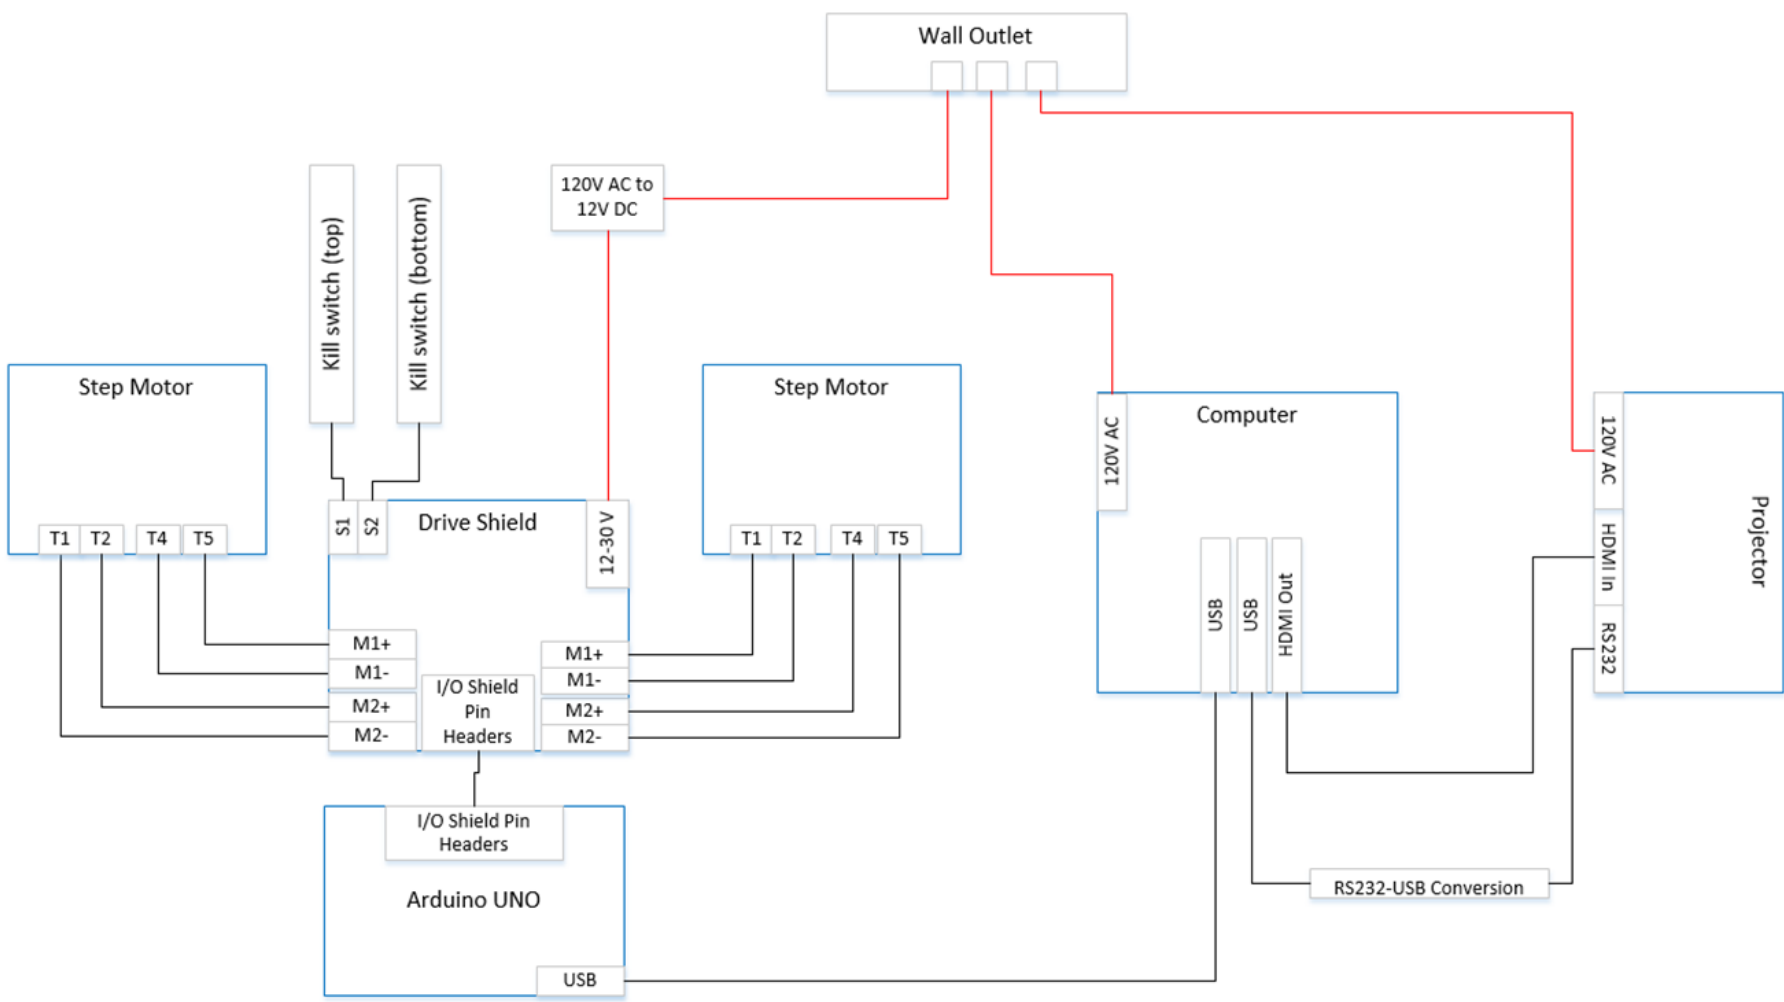 Wall Outlet
120V AC to
12V DC
Kill switch (top)
Kill switch (bottom)
Step Motor
T1 T2 T4 T5
S1 S2
Drive Shield
12-30 V
M1+
M1-
M2+
M2-
I/O Shield
Pin
Headers
M1+
M1-
M2+
M2-
Step Motor
T1 T2 T4 T5
I/O Shield Pin
Headers
Arduino UNO
USB
Computer
120V AC
USB
USB
HDMI Out
120V AC
HDMI In
RS232
Projector
RS232-USB Conversion